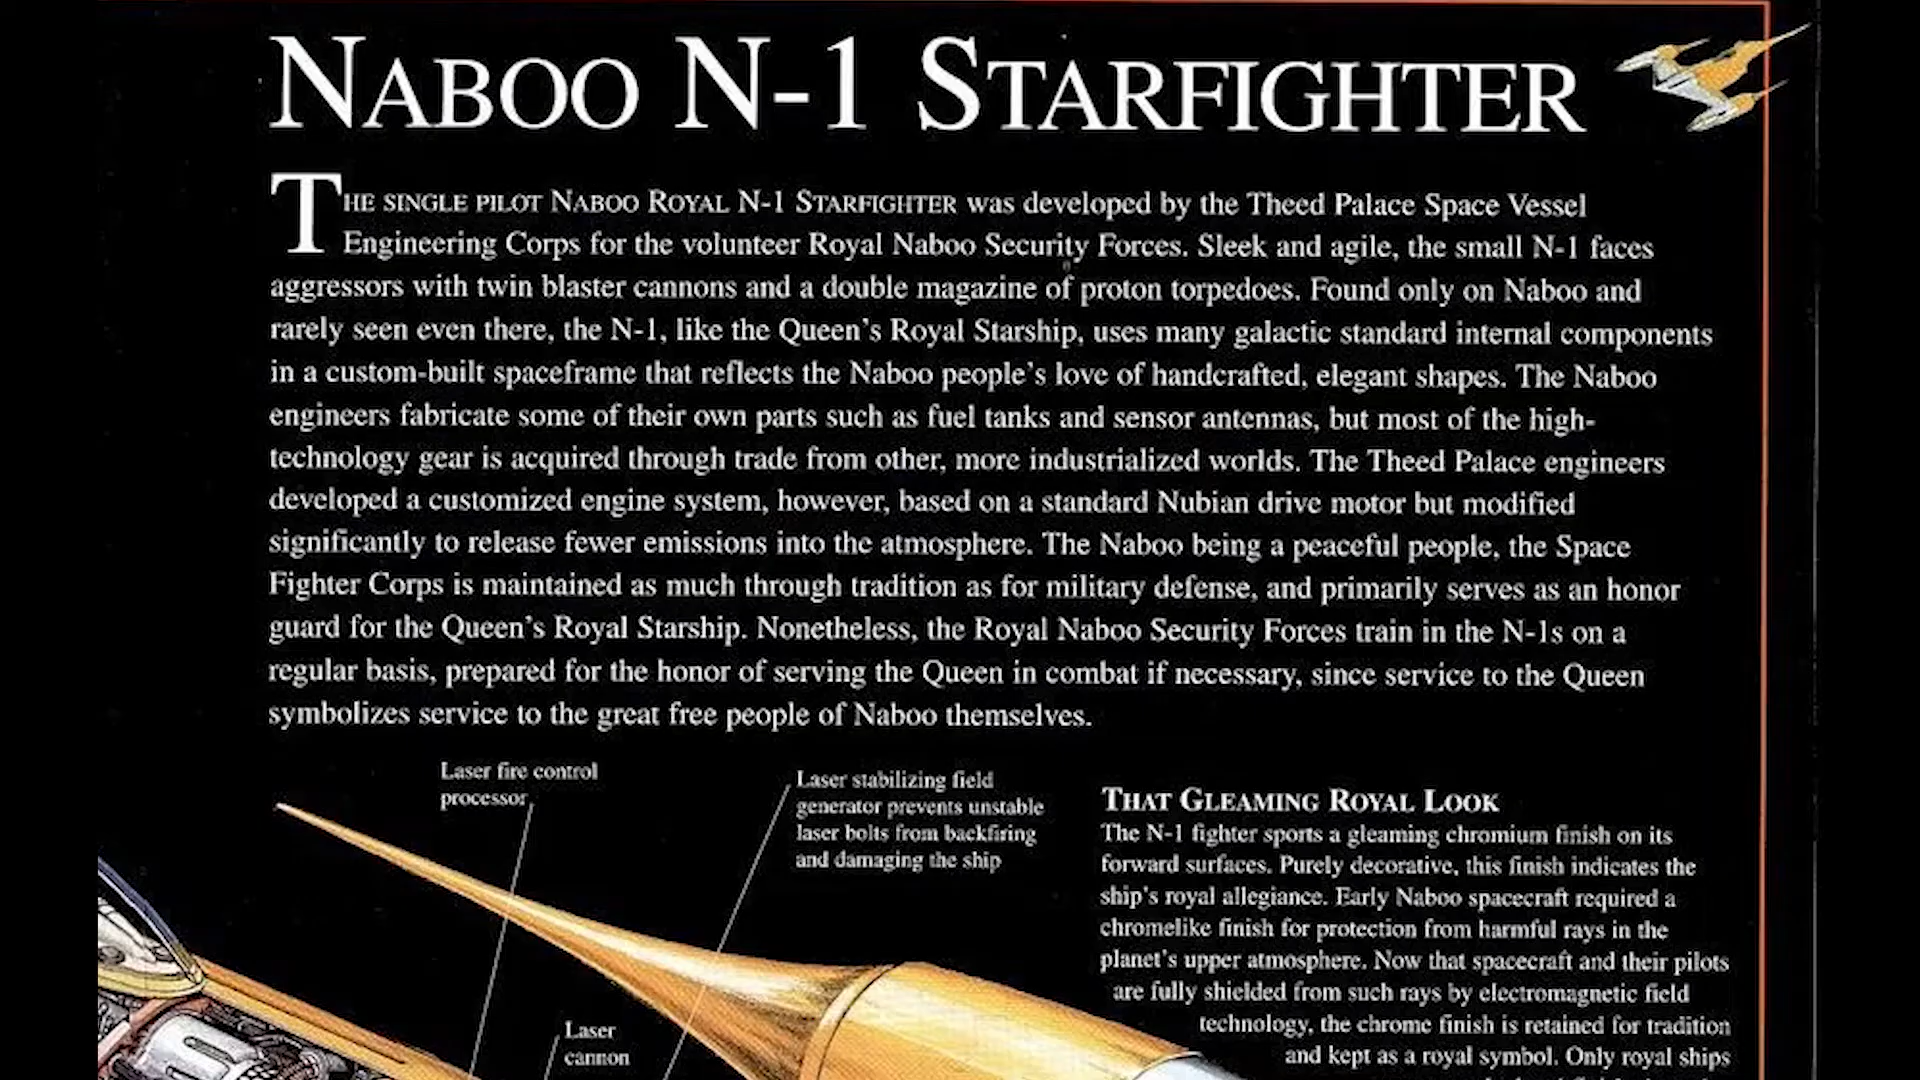 NABOO N-1 STARFIGHTER
THE SINGLE PILOT NABOO ROYAL N-1 STARFIGHTER was developed by the Theed Palace Space Vessel
Engineering Corps for the volunteer Royal Naboo Security Forces. Sleek and agile, the small N-1 faces
aggressors with twin blaster cannons and a double magazine of proton torpedoes. Found only on Naboo and
rarely seen even there, the N-1, like the Queen's Royal Starship, uses many galactic standard internal components
in a custom-built spaceframe that reflects the Naboo people's love of handcrafted, elegant shapes. The Naboo
engineers fabricate some of their own parts such as fuel tanks and sensor antennas, but most of the high-
technology gear is acquired through trade from other, more industrialized worlds. The Theed Palace engineers
developed a customized engine system, however, based on a standard Nubian drive motor but modified
significantly to release fewer emissions into the atmosphere. The Naboo being a peaceful people, the Space
Fighter Corps is maintained as much through tradition as for military defense, and primarily serves as an honor
guard for the Queen's Royal Starship. Nonetheless, the Royal Naboo Security Forces train in the N-1s on a
regular basis, prepared for the honor of serving the Queen in combat if necessary, since service to the Queen
symbolizes service to the great free people of Naboo themselves.
Laser fire control
processor
Laser stabilizing field
generator prevents unstable
laser bolts from backfiring
and damaging the ship
Laser
cannon
THAT GLEAMING ROYAL LOOK
The N-1 fighter sports a gleaming chromium finish on its
forward surfaces. Purely decorative, this finish indicates the
ship's royal allegiance. Early Naboo spacecraft required a
chromelike finish for protection from harmful rays in the
planet's upper atmosphere. Now that spacecraft and their pilots
are fully shielded from such rays by electromagnetic field
technology, the chrome finish is retained for tradition
and kept as a royal symbol. Only royal ships